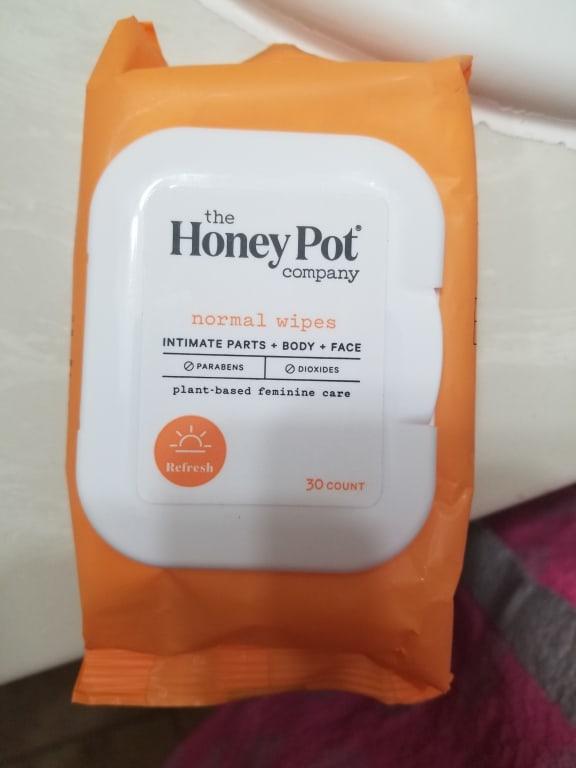 the
Honey Pot®
company
normal wipes
INTIMATE PARTS + BODY + FACE
PARABENS
DIOXIDES
plant-based feminine care
Refresh
30 COUNT